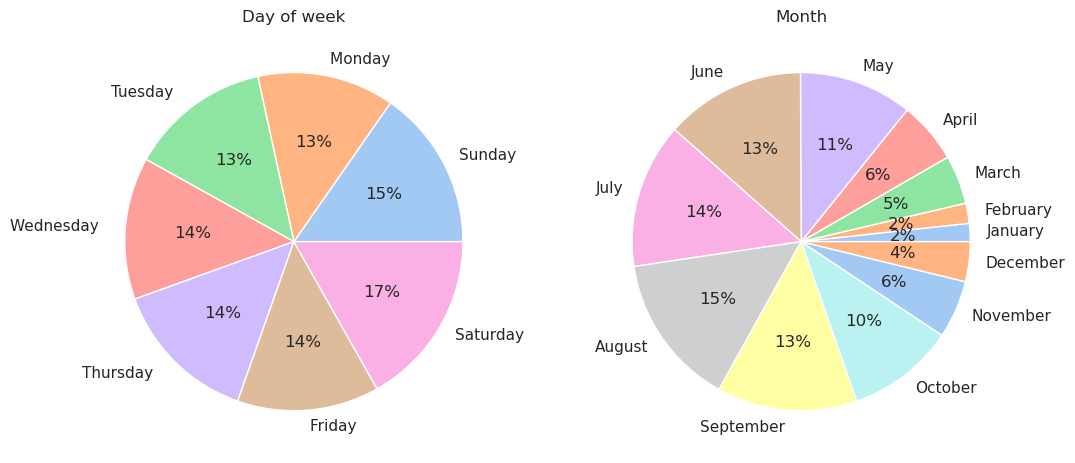 Day of week
Monday
Tuesday
Sunday
13%
13%
15%
Wednesday
14%
17%
14%
14%
Saturday
Thursday
Friday
Month
May
June
April
11%
13%
6%
March
July
5%
14%
2%
February
2%
January
4%
December
6%
15%
10%
November
13%
August
October
September